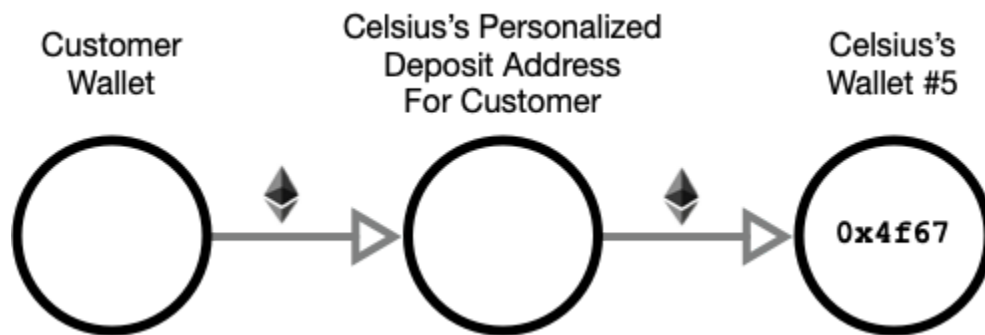 Customer
Wallet
Celsius's Personalized
Deposit Address
For Customer
Celsius's
Wallet #5
0x4f67